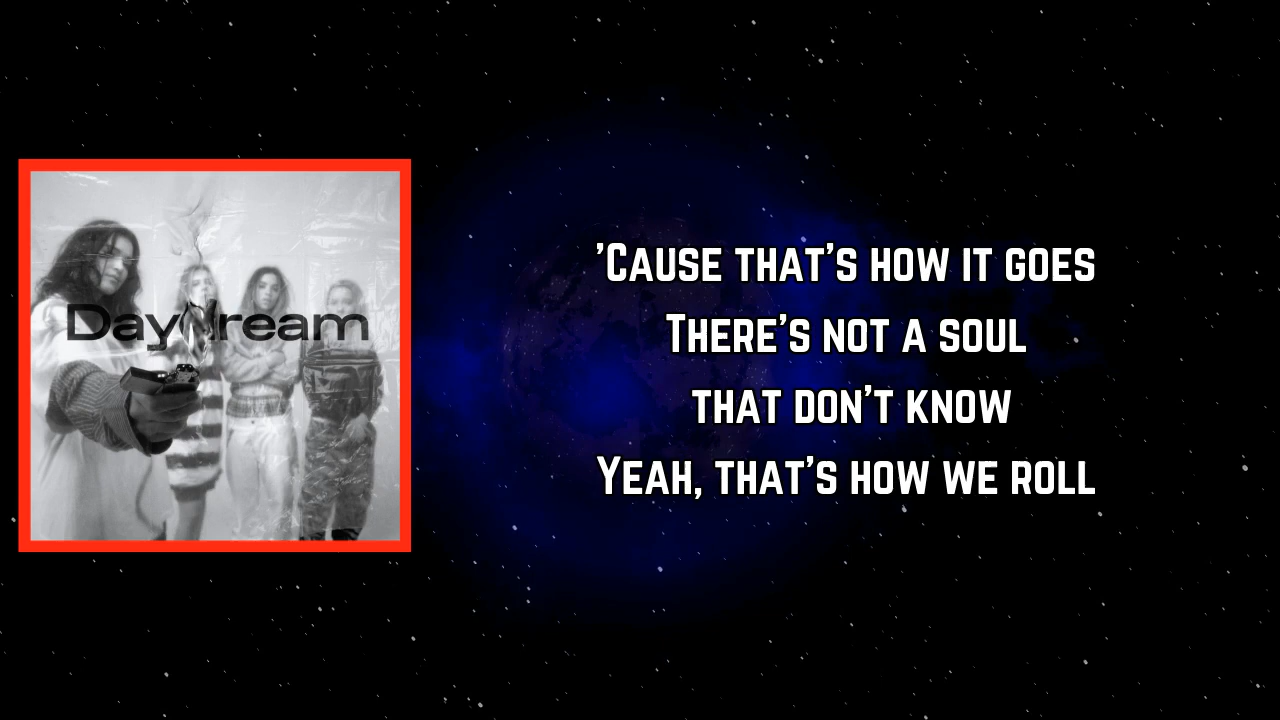 Daydream
'Cause that's how it goes
There's not a soul
that don't know
Yeah, that's how we roll